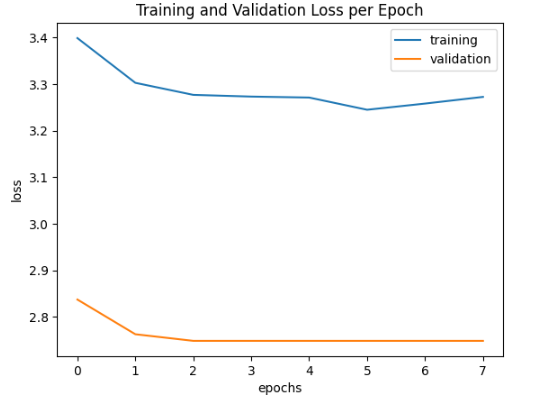 Training and Validation Loss per Epoch
training
validation
3.4
3.3
3.2
3.1
3.0
2.9
2.8
loss
0 1 2 3 4 5 6 7
epochs